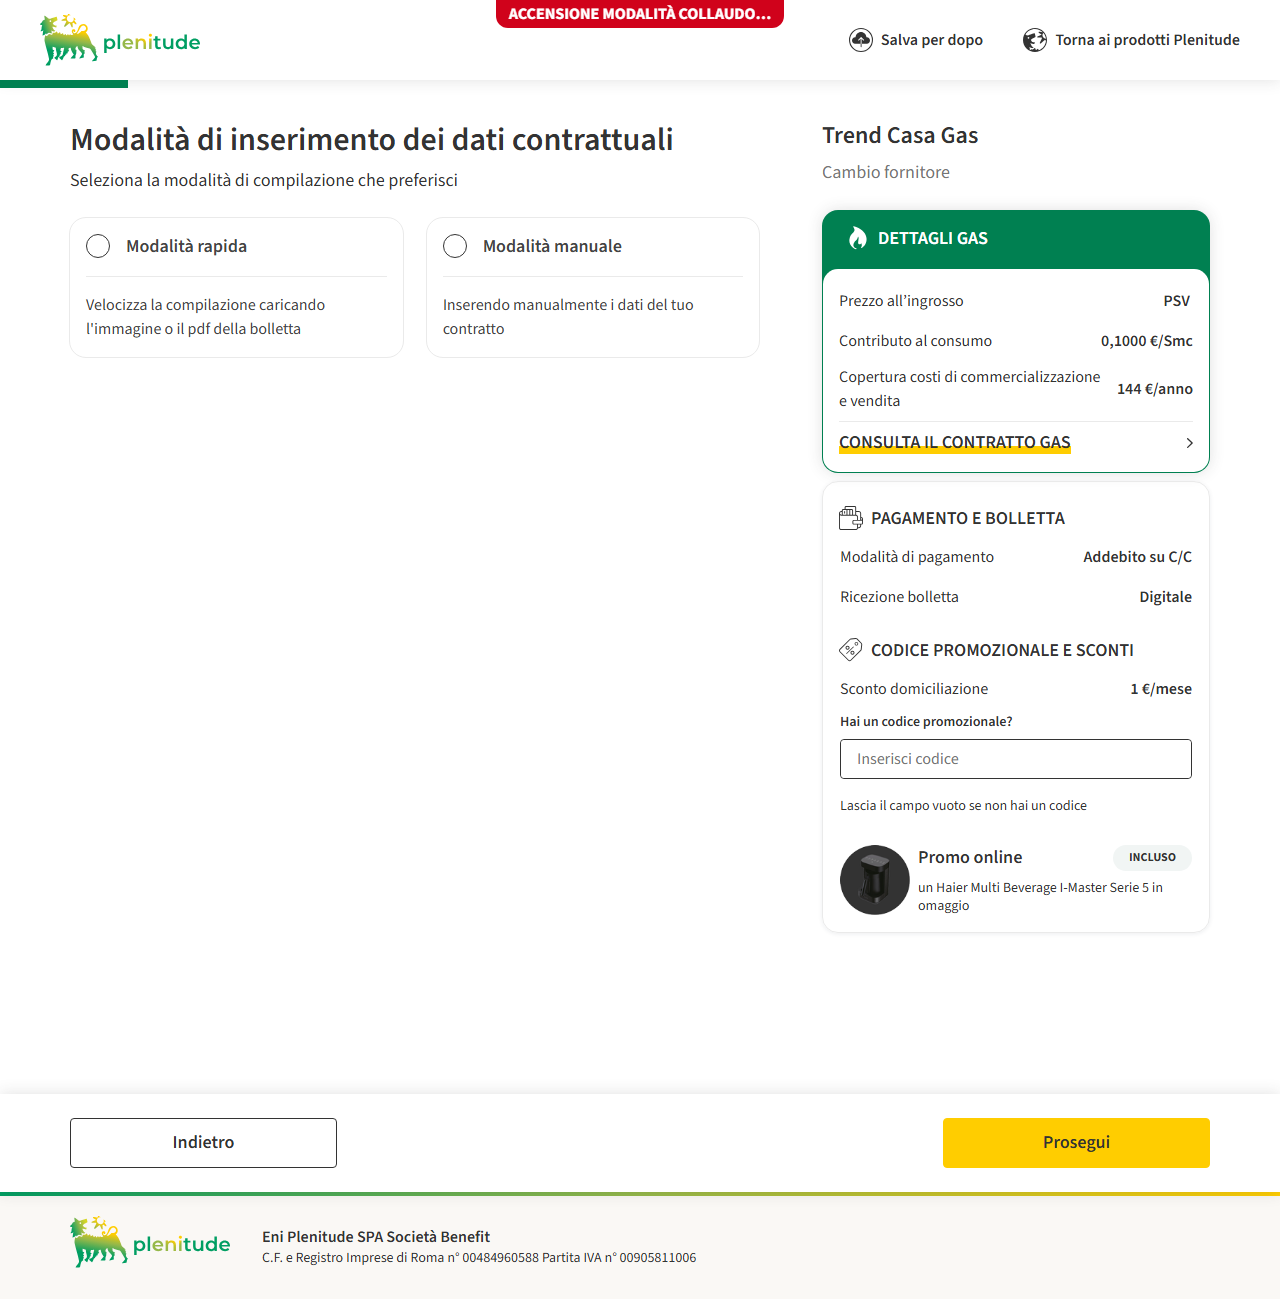 ACCENSIONE MODALITÀ COLLAUDO...
plenitude
Salva per dopo
Torna ai prodotti Plenitude
Modalità di inserimento dei dati contrattuali
Seleziona la modalità di compilazione che preferisci
Modalità rapida
Velocizza la compilazione caricando
l'immagine o il pdf della bolletta
Modalità manuale
Inserendo manualmente i dati del tuo
contratto
Trend Casa Gas
Cambio fornitore
DETTAGLI GAS
Prezzo all’ingrosso PSV
Contributo al consumo 0,1000 €/Smc
Copertura costi di commercializzazione
e vendita 144 €/anno
CONSULTA IL CONTRATTO GAS
PAGAMENTO E BOLLETTA
Modalità di pagamento Addebito su C/C
Ricezione bolletta Digitale
CODICE PROMOZIONALE E SCONTI
Sconto domiciliazione 1 €/mese
Hai un codice promozionale?
Inserisci codice
Lascia il campo vuoto se non hai un codice
Promo online INCLUSO
un Haier Multi Beverage I-Master Serie 5 in
omaggio
Indietro
Prosegui
plenitude
Eni Plenitude SPA Società Benefit
C.F. e Registro Imprese di Roma n° 00484960588 Partita IVA n° 00905811006